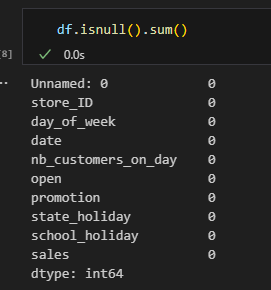 df.isnull().sum()
[8]
0.0s
Unnamed: 0 0
store_ID 0
day_of_week 0
date 0
nb_customers_on_day 0
open 0
promotion 0
state_holiday 0
school_holiday 0
sales 0
dtype: int64